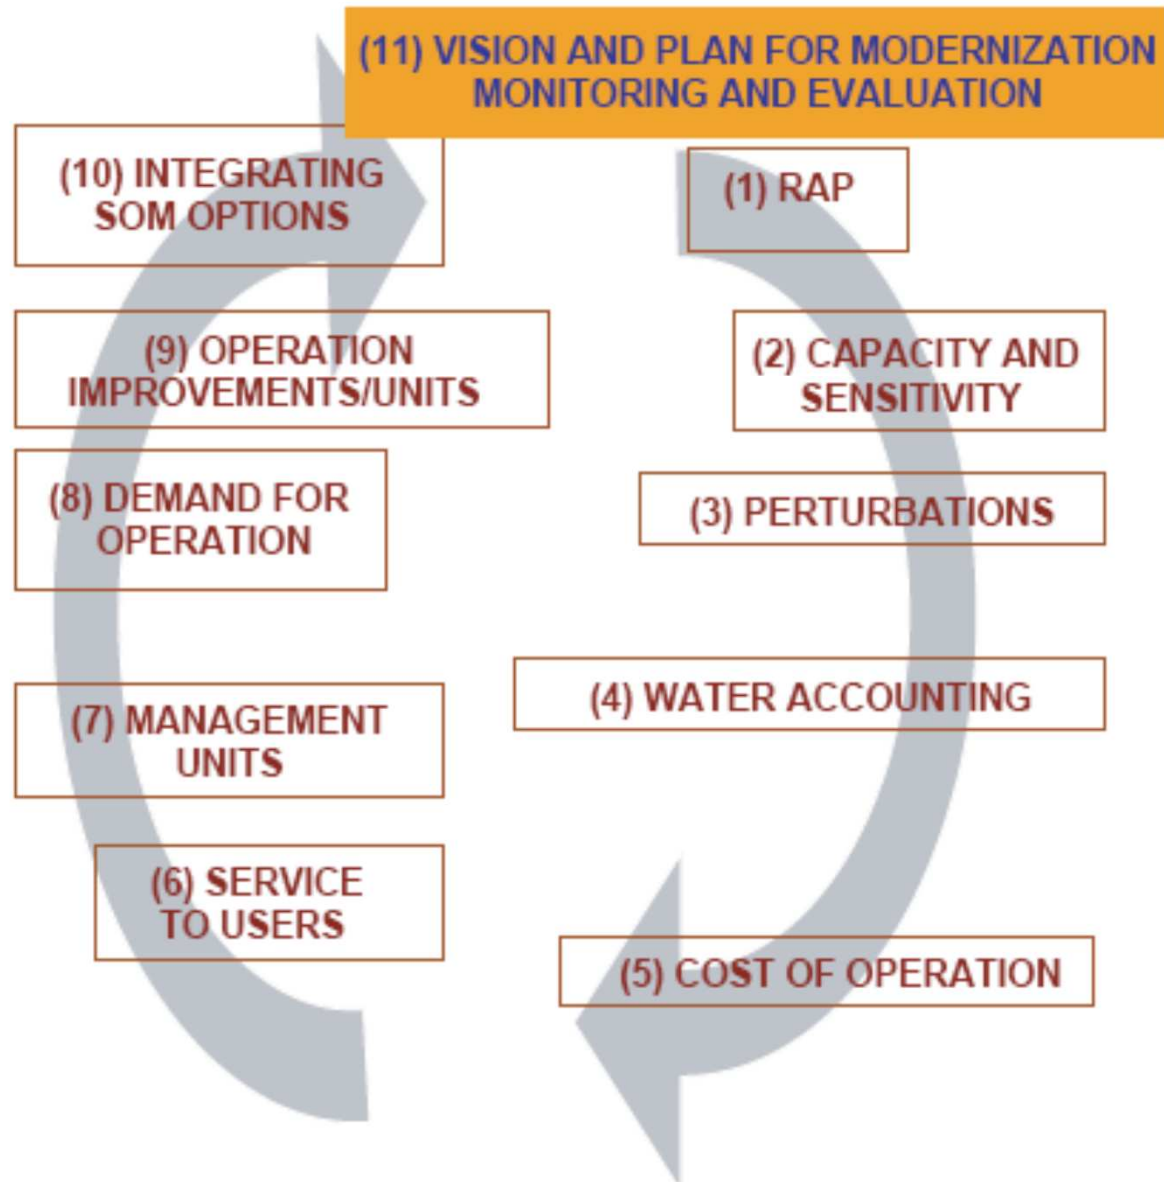 (11) VISION AND PLAN FOR MODERNIZATION
MONITORING AND EVALUATION
(1) RAP
(2) CAPACITY AND
SENSITIVITY
(3) PERTURBATIONS
(4) WATER ACCOUNTING
(5) COST OF OPERATION
(6) SERVICE
TO USERS
(7) MANAGEMENT
UNITS
(8) DEMAND FOR
OPERATION
(9) OPERATION
IMPROVEMENTS/UNITS
(10) INTEGRATING
SOM OPTIONS